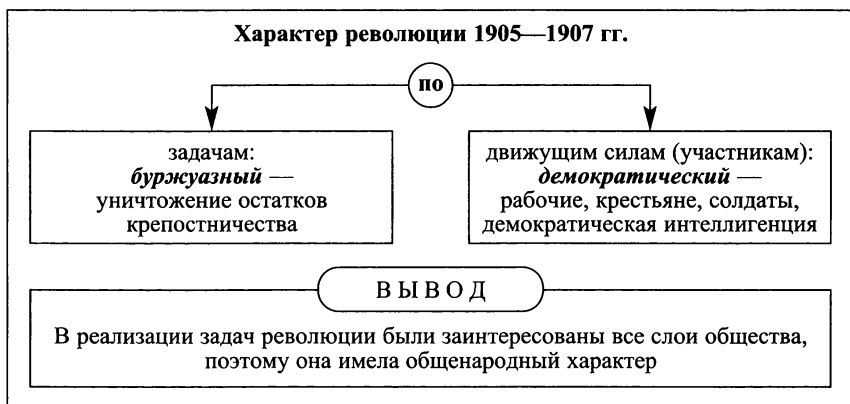 Характер революции 1905—1907 гг.
по
задачам:
буржуазный —
уничтожение остатков
крепостничества
движущим силам (участникам):
демократический —
рабочие, крестьяне, солдаты,
демократическая интеллигенция
ВЫВОД
В реализации задач революции были заинтересованы все слои общества,
поэтому она имела общенародный характер